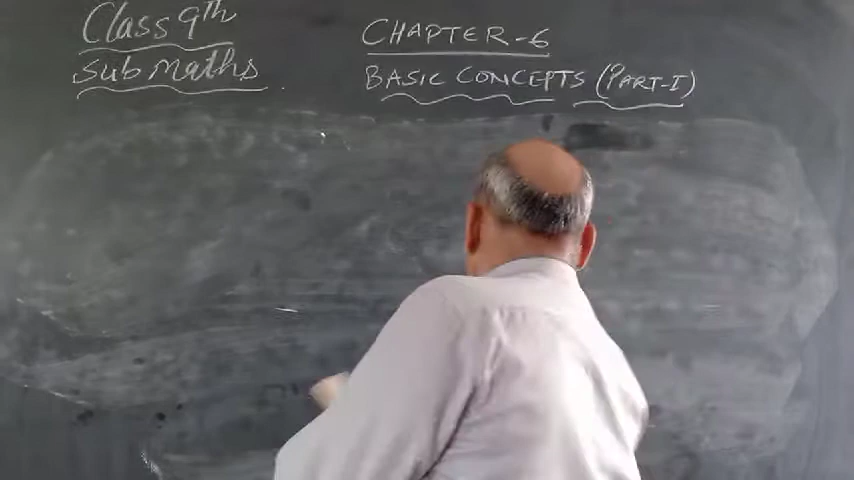 Class 9th
Sub Maths
CHAPTER-6
BASIC CONCEPTS (PART-I)